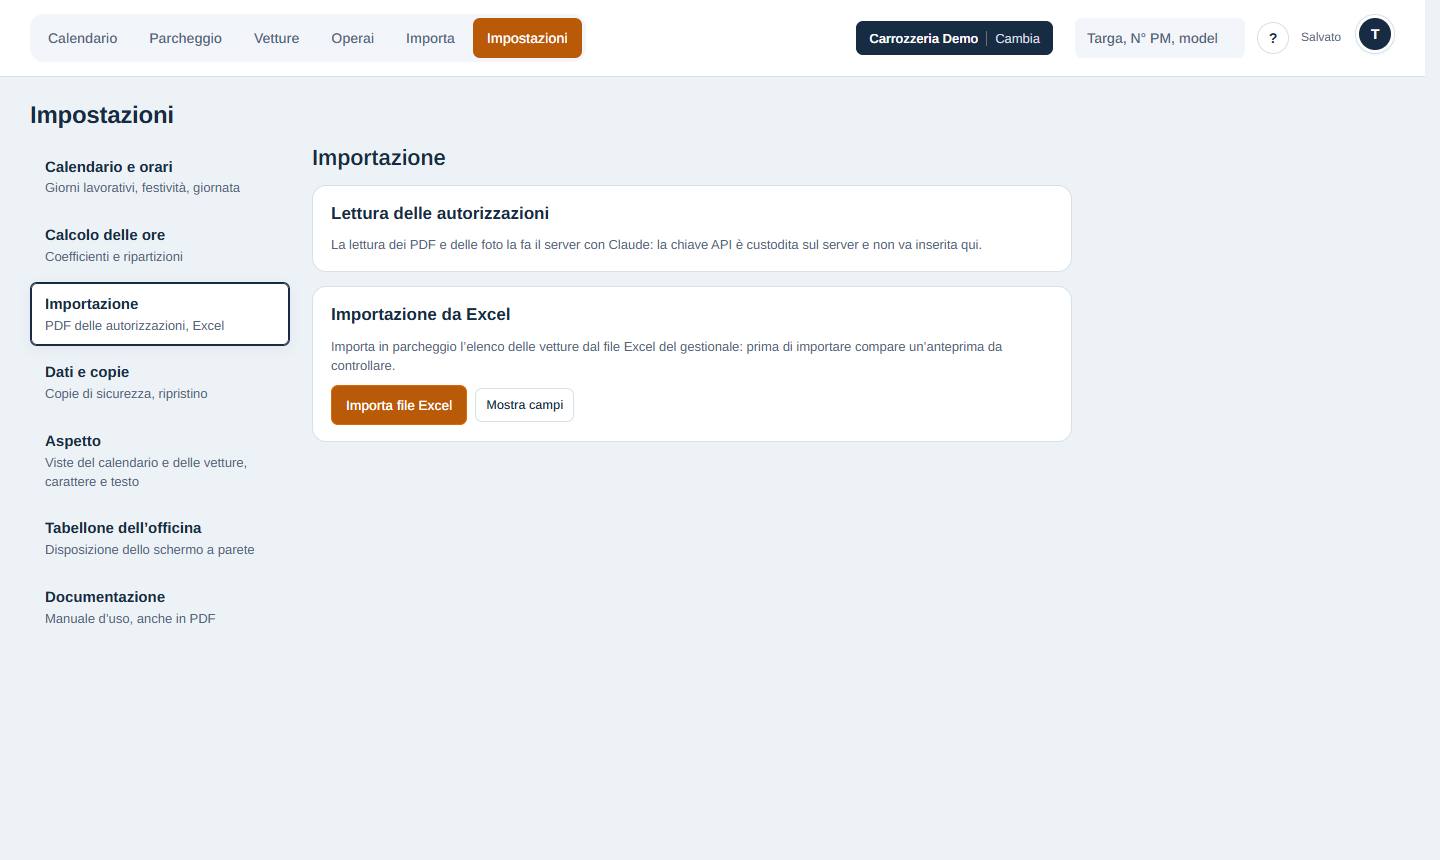 Calendario Parcheggio Vetture Operai Importa Impostazioni Carrozzeria Demo Cambia Targa, N° PM, model ? Salvato T
Impostazioni
Calendario e orari
Giorni lavorativi, festività, giornata
Calcolo delle ore
Coefficienti e ripartizioni
Importazione
PDF delle autorizzazioni, Excel
Dati e copie
Copie di sicurezza, ripristino
Aspetto
Viste del calendario e delle vetture,
carattere e testo
Tabellone dell’officina
Disposizione dello schermo a parete
Documentazione
Manuale d’uso, anche in PDF
Importazione
Lettura delle autorizzazioni
La lettura dei PDF e delle foto la fa il server con Claude: la chiave API è custodita sul server e non va inserita qui.
Importazione da Excel
Importa in parcheggio l’elenco delle vetture dal file Excel del gestionale: prima di importare compare un’anteprima da
controllare.
Importa file Excel Mostra campi